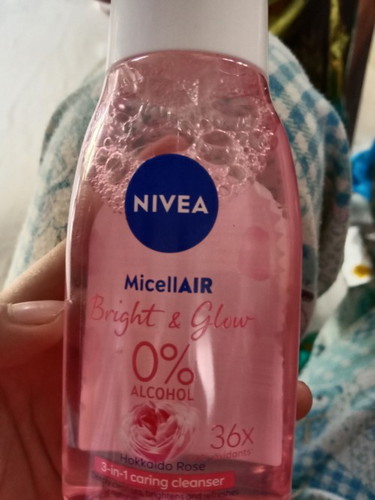 NIVEA
MicellAIR
Bright & Glow
0%
ALCOHOL
36x
Hokkaido Rose
3-in-1 caring cleanser